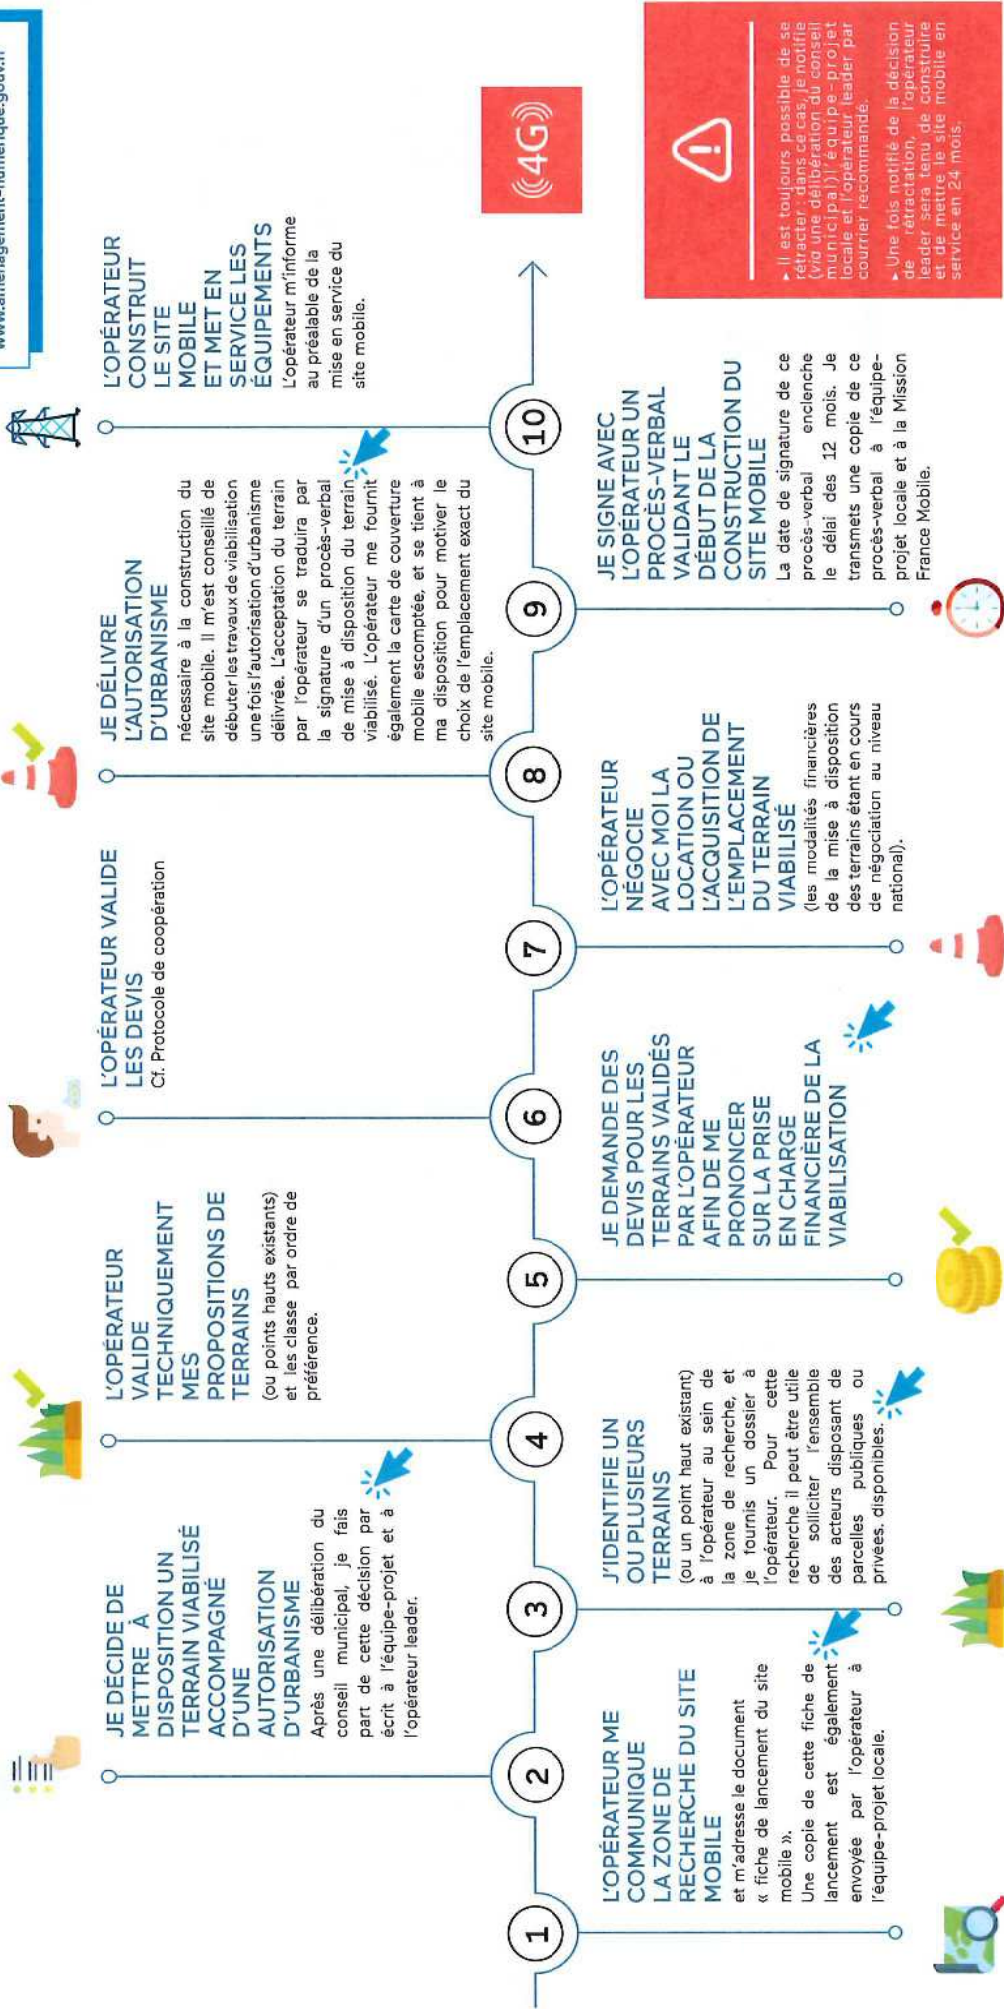 www.amenagement-numerique.gouv.fr
1
L'OPÉRATEUR ME
COMMUNIQUE
LA ZONE DE
RECHERCHE DU SITE
MOBILE
et m'adresse le document
« fiche de lancement du site
mobile ».
Une copie de cette fiche de
lancement est également
envoyée par l'opérateur à
l'équipe-projet locale.
2
JE DÉCIDE DE
METTRE À
DISPOSITION UN
TERRAIN VIABILISÉ
ACCOMPAGNÉ
D'UNE
AUTORISATION
D'URBANISME
Après une délibération du
conseil municipal, je fais
part de cette décision par
écrit à l'équipe-projet et à
l'opérateur leader.
3
J'IDENTIFIE UN
OU PLUSIEURS
TERRAINS
(ou un point haut existant)
à l'opérateur au sein de
la zone de recherche, et
je fournis un dossier à
l'opérateur. Pour cette
recherche il peut être utile
de solliciter l'ensemble
des acteurs disposant de
parcelles publiques ou
privées. disponibles.
4
L'OPÉRATEUR
VALIDE
TECHNIQUEMENT
MES
PROPOSITIONS DE
TERRAINS
(ou points hauts existants)
et les classe par ordre de
préférence.
5
JE DEMANDE DES
DEVIS POUR LES
TERRAINS VALIDÉS
PAR L'OPÉRATEUR
AFIN DE ME
PRONONCER
SUR LA PRISE
EN CHARGE
FINANCIÈRE DE LA
VIABILISATION
6
L'OPÉRATEUR VALIDE
LES DEVIS
Cf. Protocole de coopération
7
L'OPÉRATEUR
NÉGOCIE
AVEC MOI LA
LOCATION OU
L'ACQUISITION DE
L'EMPLACEMENT
DU TERRAIN
VIABILISÉ
(les modalités financières
de la mise à disposition
des terrains étant en cours
de négociation au niveau
national).
8
JE DÉLIVRE
L'AUTORISATION
D'URBANISME
nécessaire à la construction du
site mobile. Il m'est conseillé de
débuter les travaux de viabilisation
une fois l'autorisation d'urbanisme
délivrée. L'acceptation du terrain
par l'opérateur se traduira par
la signature d'un procès-verbal
de mise à disposition du terrain
viabilisé. L'opérateur me fournit
également la carte de couverture
mobile escomptée, et se tient à
ma disposition pour motiver le
choix de l'emplacement exact du
site mobile.
9
JE SIGNE AVEC
L'OPÉRATEUR UN
PROCÈS-VERBAL
VALIDANT LE
DÉBUT DE LA
CONSTRUCTION DU
SITE MOBILE
La date de signature de ce
procès-verbal enclenche
le délai des 12 mois. Je
transmets une copie de ce
procès-verbal à l'équipe-
projet locale et à la Mission
France Mobile.
10
L'OPÉRATEUR
CONSTRUIT
LE SITE
MOBILE
ET MET EN
SERVICE LES
ÉQUIPEMENTS
L'opérateur m'informe
au préalable de la
mise en service du
site mobile.
((4G))
▸ Il est toujours possible de se
rétracter : dans ce cas, je notifie
(via une délibération du conseil
municipal) l'équipe-projet
locale et l'opérateur leader par
courrier recommandé.
▸ Une fois notifié de la décision
de rétractation, l'opérateur
leader sera tenu de construire
et de mettre le site mobile en
service en 24 mois.